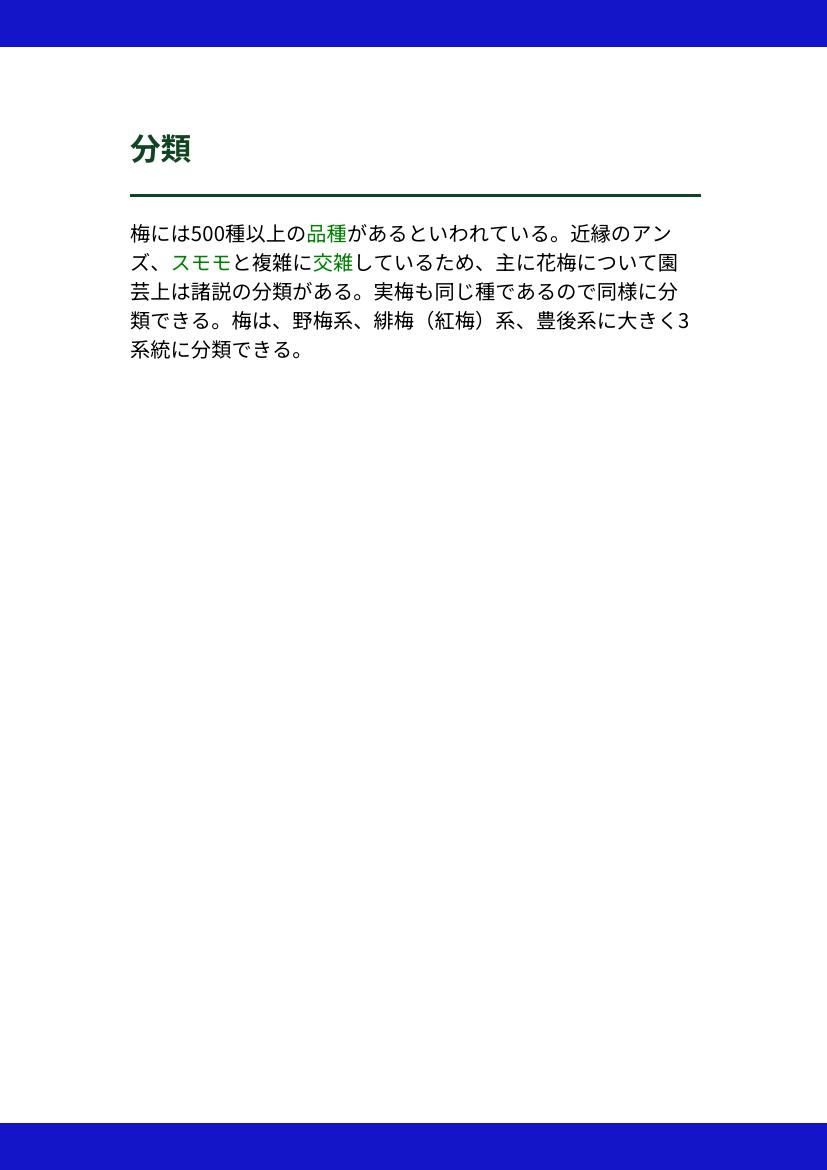 分類
梅には500種以上の品種があるといわれている。近縁のアン
ズ、スモモと複雑に交雑しているため、主に花梅について園
芸上は諸説の分類がある。実梅も同じ種であるので同様に分
類できる。梅は、野梅系、緋梅（紅梅）系、豊後系に大きく3
系統に分類できる。